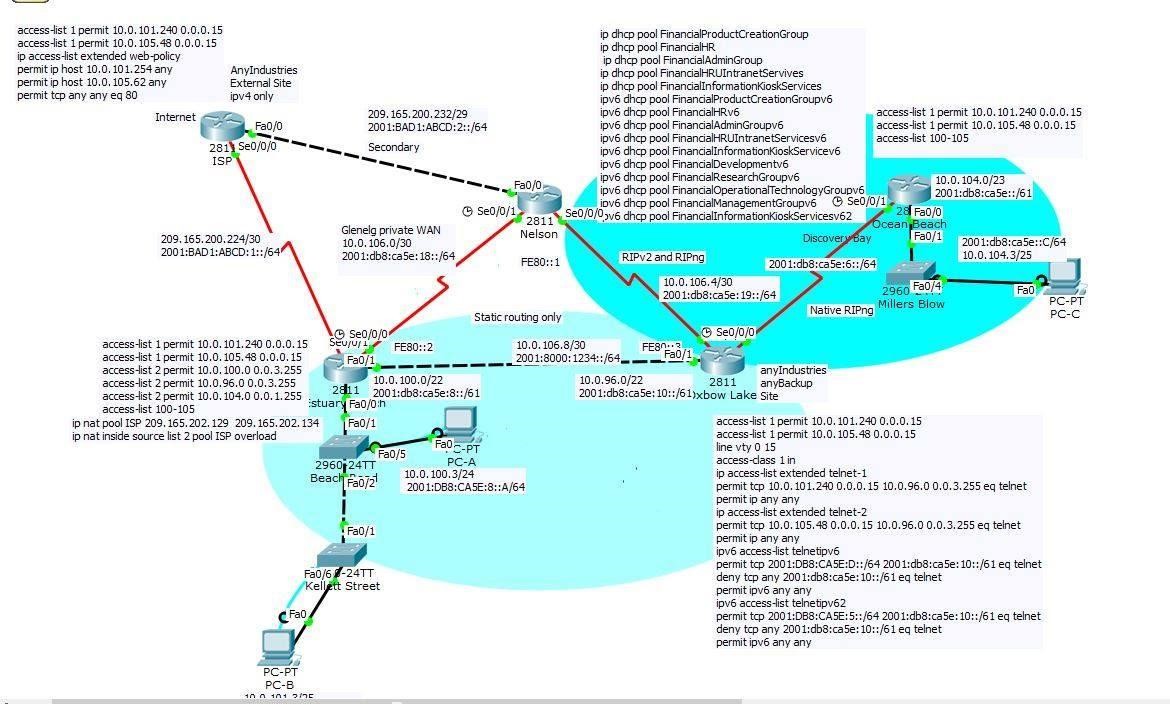 access-list 1 permit 10.0.101.240 0.0.0.15
access-list 1 permit 10.0.105.48 0.0.0.15
ip access-list extended web-policy
permit ip host 10.0.101.254 any
permit ip host 10.0.105.62 any
permit tcp any any eq 80
AnyIndustries
External Site
ipv4 only
Internet
Fa0/0
Se0/0/0
ISP
209.165.200.232/29
2001:BAD1:ABCD:2::/64
Secondary
ip dhcp pool FinancialProductCreationGroup
ip dhcp pool FinancialHR
ip dhcp pool FinancialAdminGroup
ip dhcp pool FinancialHRUIntranetServives
ip dhcp pool FinancialInformationKioskServices
ipv6 dhcp pool FinancialProductCreationGroupv6
ipv6 dhcp pool FinancialHRv6
ipv6 dhcp pool FinancialAdminGroupv6
ipv6 dhcp pool FinancialHRUIntranetServicesv6
ipv6 dhcp pool FinancialInformationKioskServicev6
ipv6 dhcp pool FinancialDevelopmentv6
ipv6 dhcp pool FinancialResearchGroupv6
ipv6 dhcp pool FinancialOperationalTechnologyGroupv6
ipv6 dhcp pool FinancialManagementGroupv6
dhcp pool FinancialInformationKioskServicesv62
access-list 1 permit 10.0.101.240 0.0.0.15
access-list 1 permit 10.0.105.48 0.0.0.15
access-list 100-105
Fa0/0
Se0/0/1
Se0/0/0
2811
Nelson
FE80::1
10.0.104.0/23
2001:db8:ca5e::/61
Se0/0/1
Fa0/0
Ocean Beach
Fa0/1
Discovery Bay
2001:db8:ca5e::C/64
10.0.104.3/25
2001:db8:ca5e:6::/64
Fa0/4
Millers Blow
Fa0
PC-PT
PC-C
209.165.200.224/30
2001:BAD1:ABCD:1::/64
Glenelg private WAN
10.0.106.0/30
2001:db8:ca5e:18::/64
RIPv2 and RIPng
10.0.106.4/30
2001:db8:ca5e:19::/64
Native RIPng
Static routing only
Se0/0/0
Se0/0/1
FE80::2
Fa0/1
2811
10.0.106.8/30
2001:8000:1234::/64
Se0/0/0
Fa0/1
2811
Lake
10.0.96.0/22
2001:db8:ca5e:10::/61
anyIndustries
anyBackup
Site
access-list 1 permit 10.0.101.240 0.0.0.15
access-list 1 permit 10.0.105.48 0.0.0.15
access-list 2 permit 10.0.100.0 0.0.3.255
access-list 2 permit 10.0.96.0 0.0.3.255
access-list 2 permit 10.0.104.0 0.0.1.255
access-list 100-105
ip nat pool ISP 209.165.202.129 209.165.202.134
ip nat inside source list 2 pool ISP overload
10.0.100.0/22
2001:db8:ca5e:8::/61
Fa0/0
Fa0/1
2960-24TT
Fa0/5
Fa0
PC-PT
PC-A
10.0.100.3/24
2001:DB8:CA5E:8::A/64
Fa0/2
Fa0/1
Fa0/6
Kellett Street
Fa0
PC-PT
PC-B
access-list 1 permit 10.0.101.240 0.0.0.15
access-list 1 permit 10.0.105.48 0.0.0.15
line vty 0 15
access-class 1 in
ip access-list extended telnet-1
permit tcp 10.0.101.240 0.0.0.15 10.0.96.0 0.0.3.255 eq telnet
permit ip any any
ip access-list extended telnet-2
permit tcp 10.0.105.48 0.0.0.15 10.0.96.0 0.0.3.255 eq telnet
permit ip any any
ipv6 access-list telnetipv6
permit tcp 2001:DB8:CA5E:D::/64 2001:db8:ca5e:10::/61 eq telnet
deny tcp any 2001:db8:ca5e:10::/61 eq telnet
permit ipv6 any any
ipv6 access-list telnetipv62
permit tcp 2001:DB8:CA5E:5::/64 2001:db8:ca5e:10::/61 eq telnet
deny tcp any 2001:db8:ca5e:10::/61 eq telnet
permit ipv6 any any